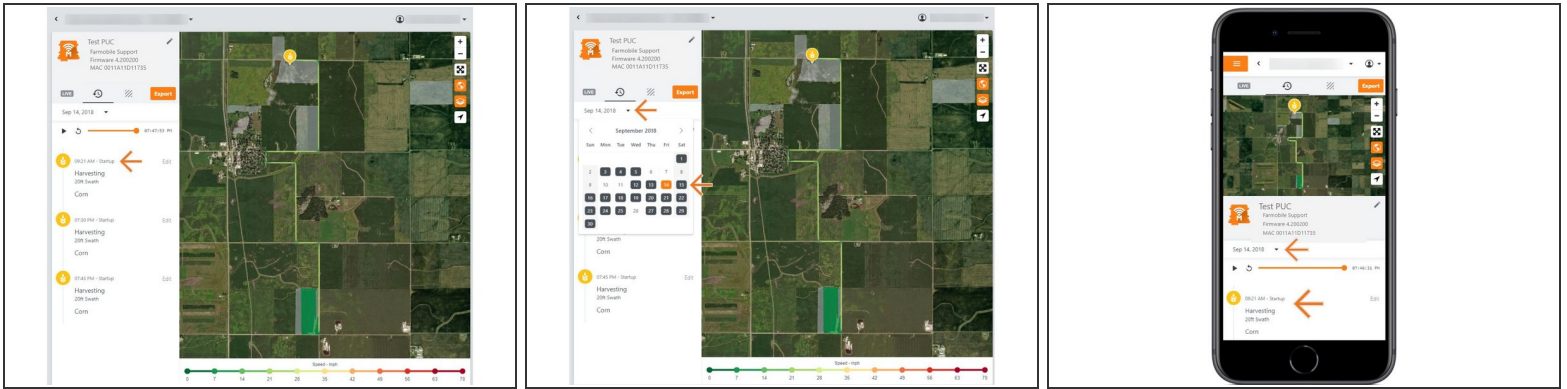 Test PUC
Farmobile Support
Firmware 4.200200
MAC 0011A11D11735
LIVE
Export
Sep 14, 2018
07:47:53 PM
09:21 AM - Startup
Edit
Harvesting
20ft Swath
Corn
07:30 PM - Startup
Edit
Harvesting
20ft Swath
Corn
07:45 PM - Startup
Edit
Harvesting
20ft Swath
Corn
+
-
Speed - mph
0 7 14 21 28 35 42 49 56 63 70
Test PUC
Farmobile Support
Firmware 4.200200
MAC 0011A11D11735
LIVE
Export
Sep 14, 2018
September 2018
Sun Mon Tue Wed Thu Fri Sat
1
2 3 4 5 6 7 8
9 10 11 12 13 14 15
16 17 18 19 20 21 22
23 24 25 26 27 28 29
30
20ft Swath
Corn
07:45 PM - Startup
Edit
Harvesting
20ft Swath
Corn
+
-
Speed - mph
0 7 14 21 28 35 42 49 56 63 70
LIVE
Export
+
-
Test PUC
Farmobile Support
Firmware 4.200200
MAC 0011A11D11735
Sep 14, 2018
07:46:32 PM
09:21 AM - Startup
Edit
Harvesting
20ft Swath
Corn